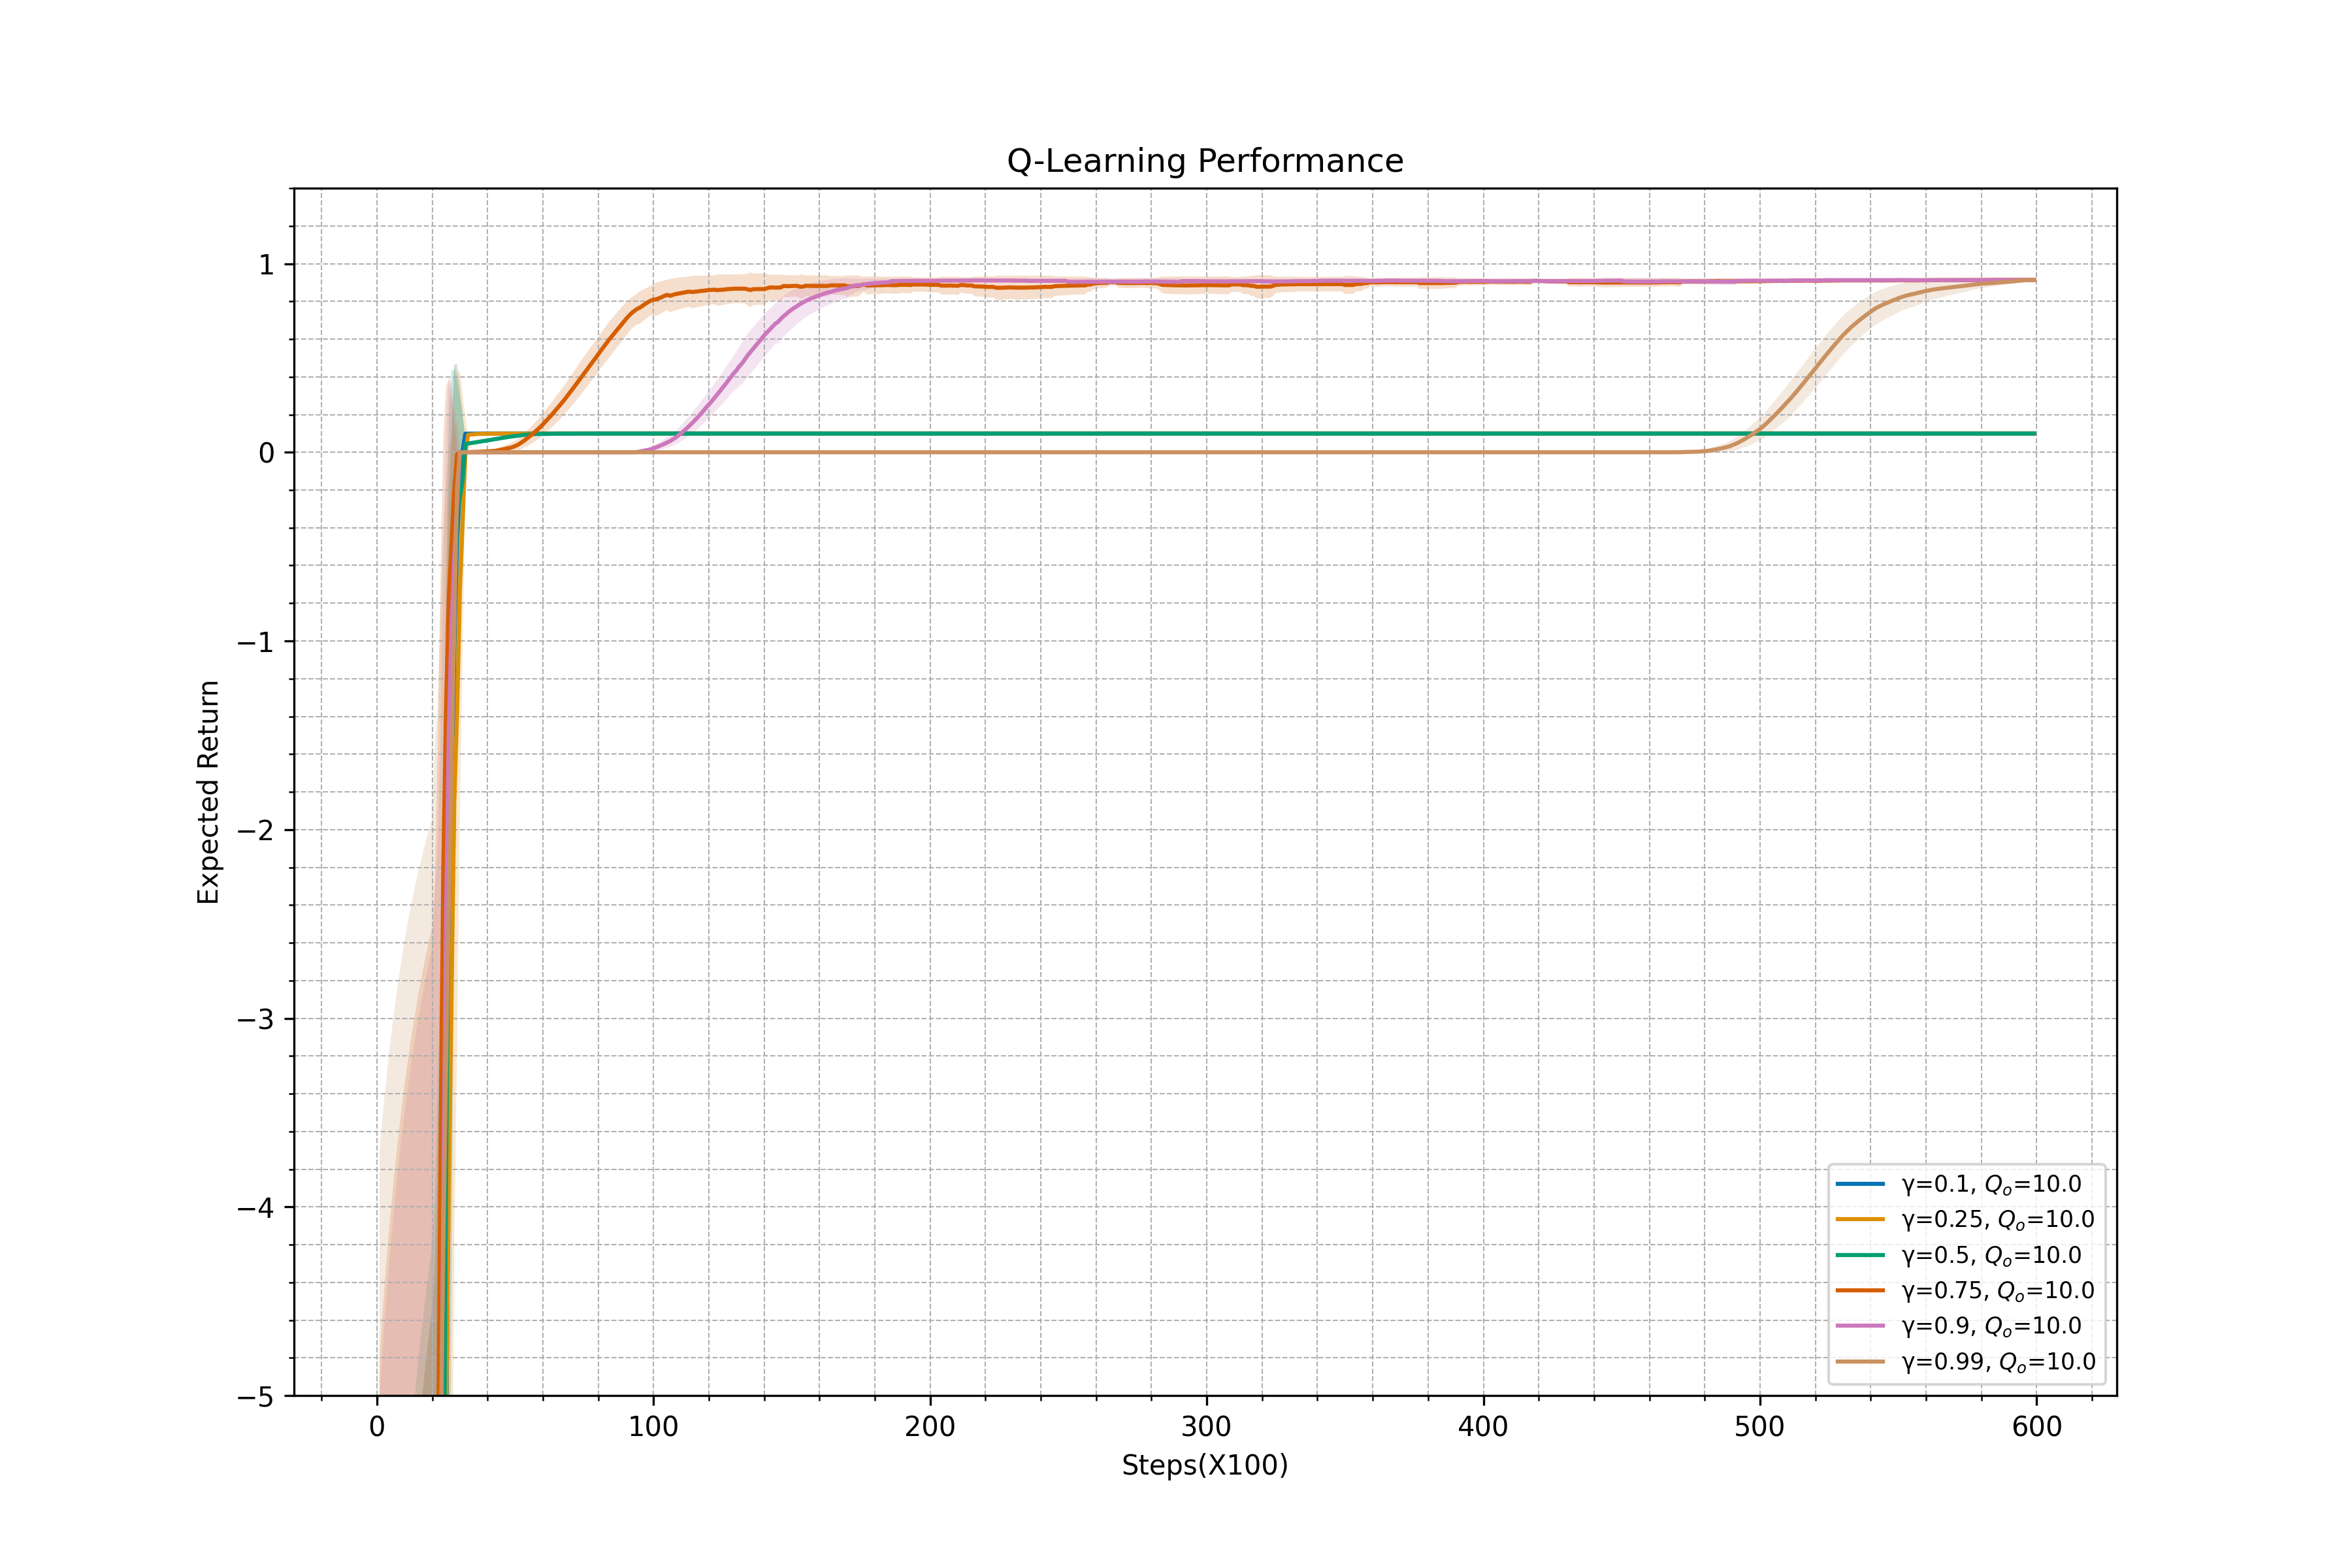 Q-Learning Performance
Expected Return
1
0
−1
−2
−3
−4
−5
0 100 200 300 400 500 600
Steps(X100)
γ=0.1, Qo=10.0
γ=0.25, Qo=10.0
γ=0.5, Qo=10.0
γ=0.75, Qo=10.0
γ=0.9, Qo=10.0
γ=0.99, Qo=10.0